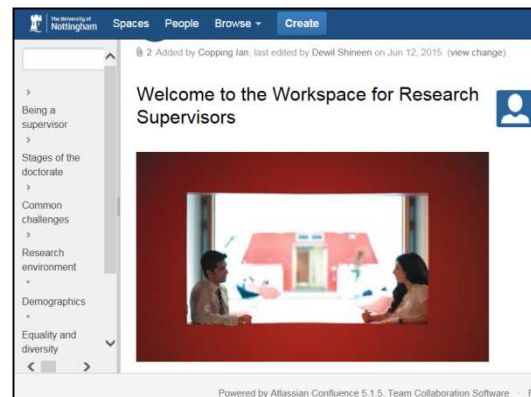 The University of
Nottingham
Spaces People Browse Create
2 Added by Copping Ian, last edited by Dewil Shineen on Jun 12, 2015 (view change)
Being a
supervisor
Stages of the
doctorate
Common
challenges
Research
environment
Demographics
Equality and
diversity
Welcome to the Workspace for Research
Supervisors
Powered by Atlassian Confluence 5.1.5, Team Collaboration Software